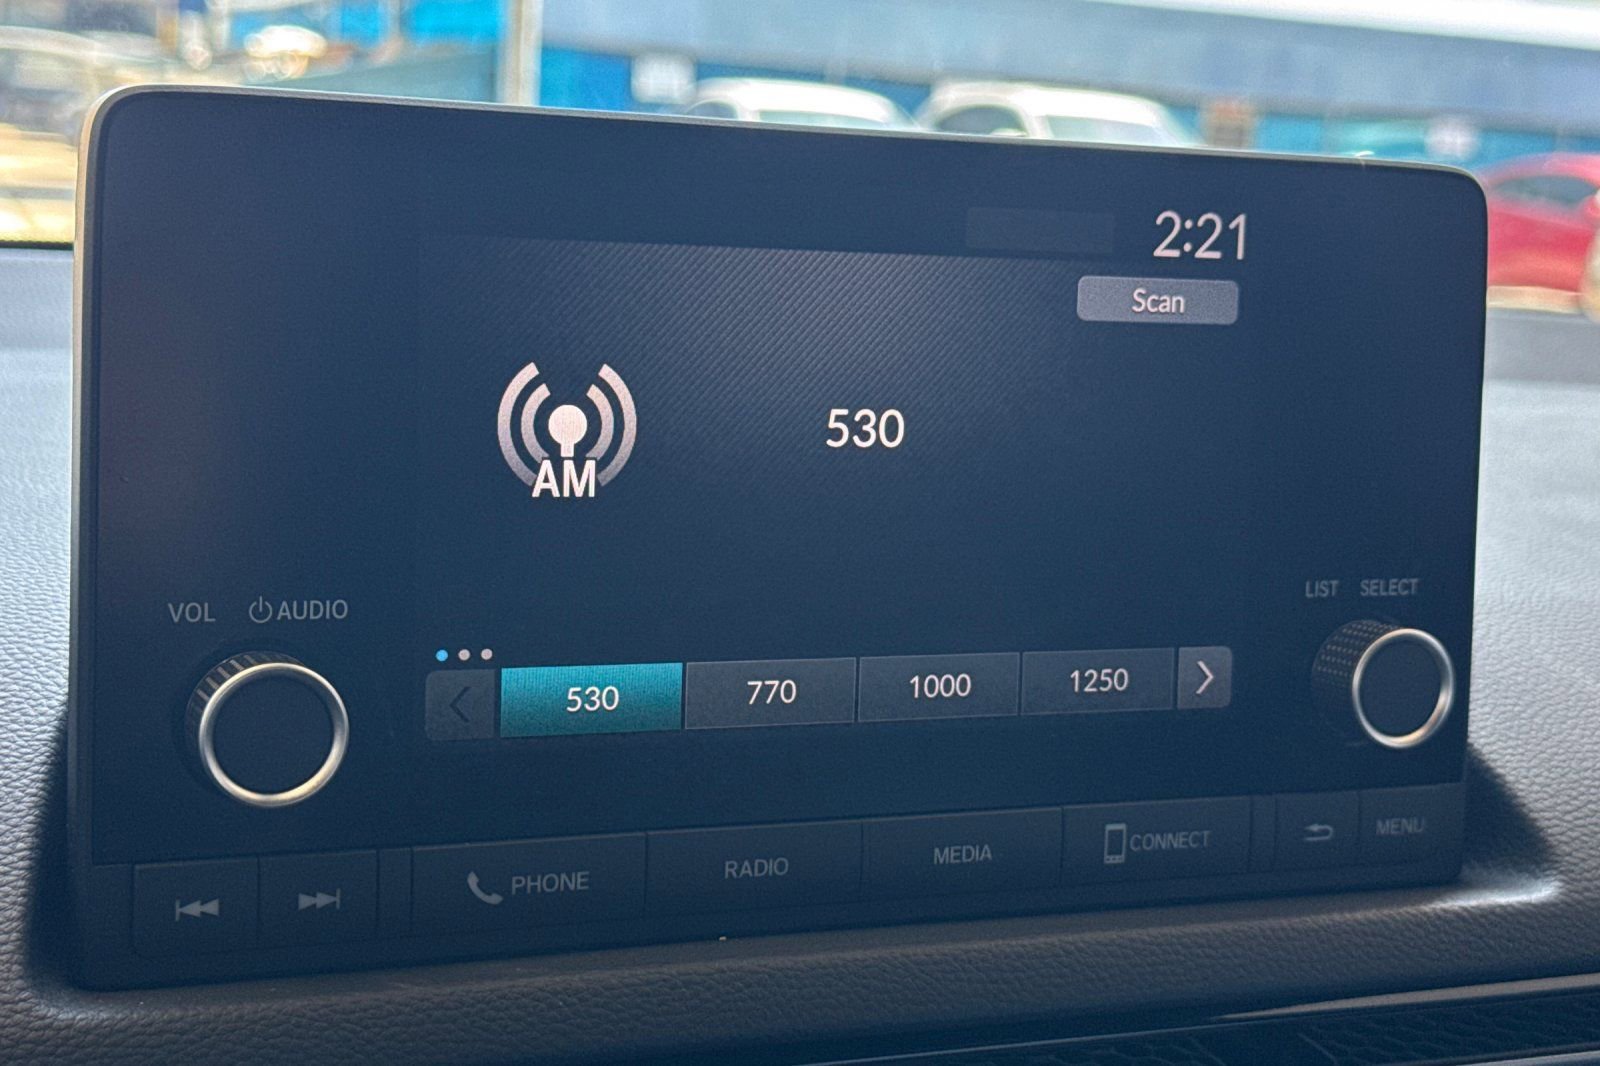 2:21
Scan
AM
530
VOL AUDIO
LIST SELECT
530 770 1000 1250
PHONE RADIO MEDIA CONNECT MENU